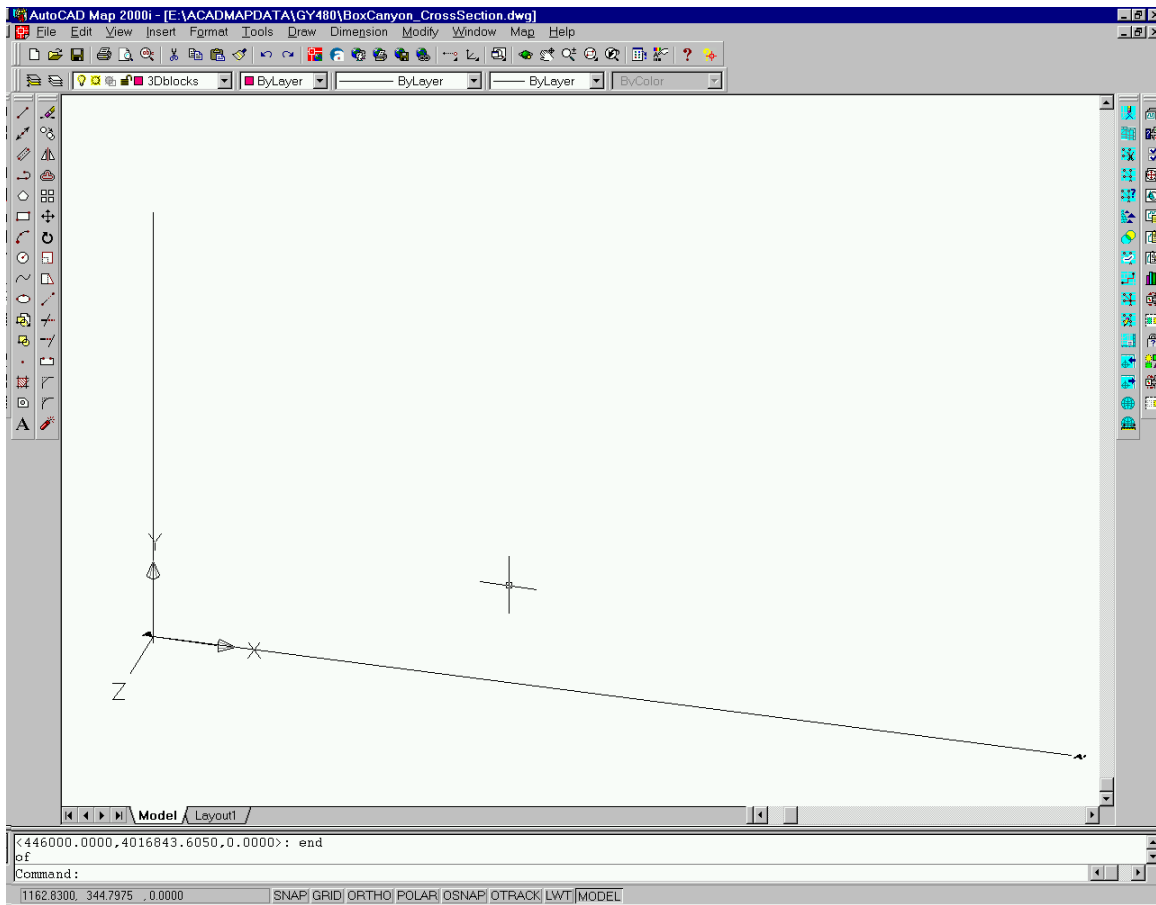 AutoCAD Map 2000i - [E:\ACADMAPDATA\GY480\BoxCanyon_CrossSection.dwg]
File Edit View Insert Format Tools Draw Dimension Modify Window Map Help
3Dblocks ByLayer ByLayer ByLayer ByColor
A
Y
X
Z
Model Layout1
<446000.0000,4016843.6050,0.0000>: end
of
Command:
1162.8300, 344.7975 , 0.0000 SNAP GRID ORTHO POLAR OSNAP OTRACK LWT MODEL